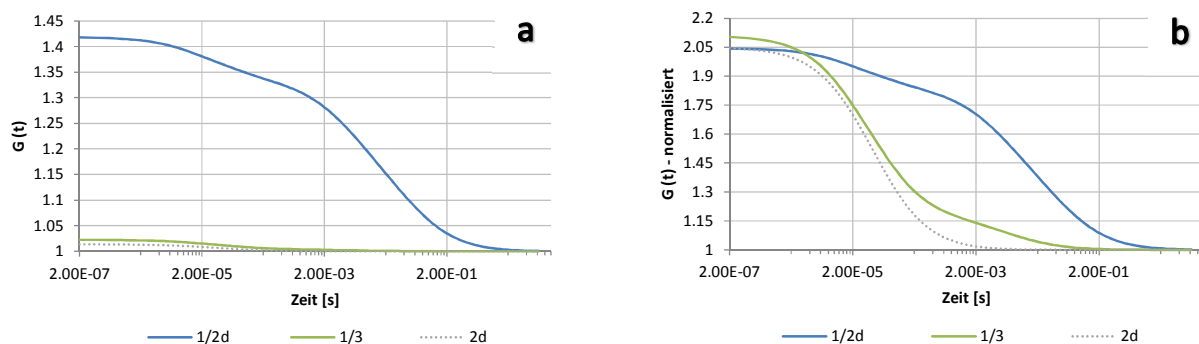 a
1.45
1.4
1.35
1.3
1.25
1.2
1.15
1.1
1.05
1
G (t)
2.00E-07 2.00E-05 2.00E-03 2.00E-01
Zeit [s]
1/2d 1/3 2d
b
2.2
2.05
1.9
1.75
1.6
1.45
1.3
1.15
1
G (t) - normalisiert
2.00E-07 2.00E-05 2.00E-03 2.00E-01
Zeit [s]
1/2d 1/3 2d